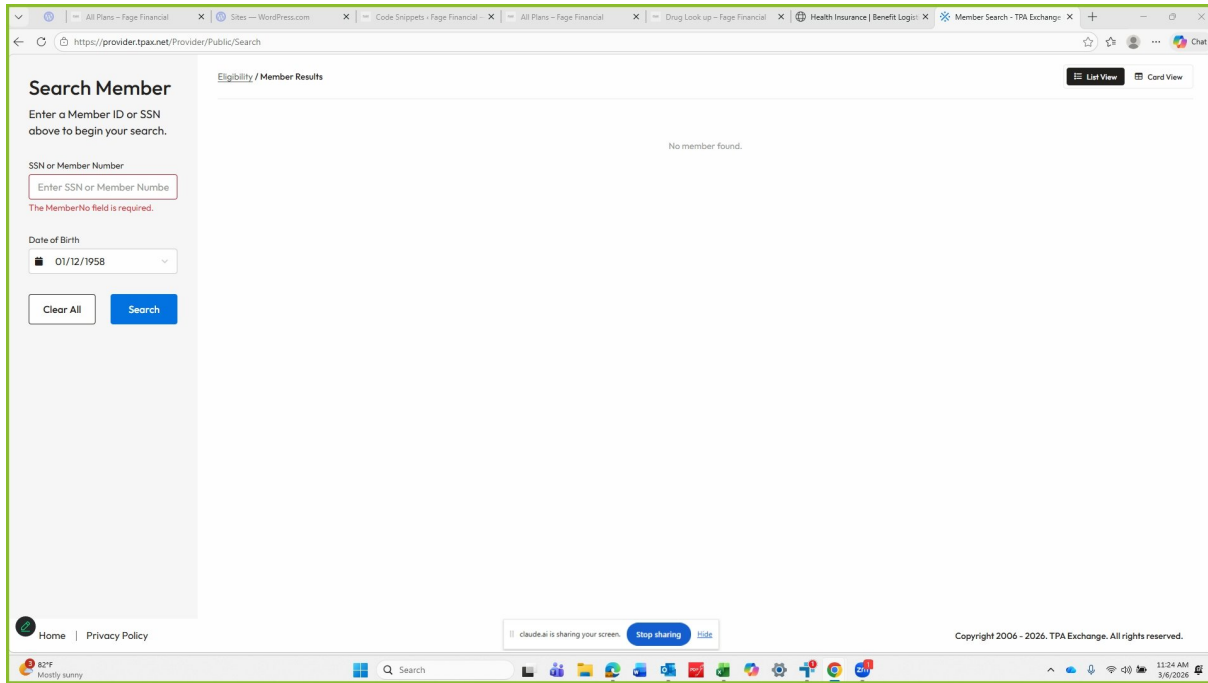 All Plans – Fage Financial
Sites — WordPress.com
Code Snippets ‹ Fage Financial —
All Plans – Fage Financial
Drug Look up – Fage Financial
Health Insurance | Benefit Logist
Member Search - TPA Exchange
https://provider.tpax.net/Provider/Public/Search
Chat
Search Member
Enter a Member ID or SSN
above to begin your search.
SSN or Member Number
Enter SSN or Member Numbe
The MemberNo field is required.
Date of Birth
01/12/1958
Clear All
Search
Eligibility / Member Results
List View
Card View
No member found.
Home | Privacy Policy
claude.ai is sharing your screen.
Stop sharing
Hide
Copyright 2006 - 2026. TPA Exchange. All rights reserved.
3
82°F
Mostly sunny
Search
11:24 AM
3/6/2026